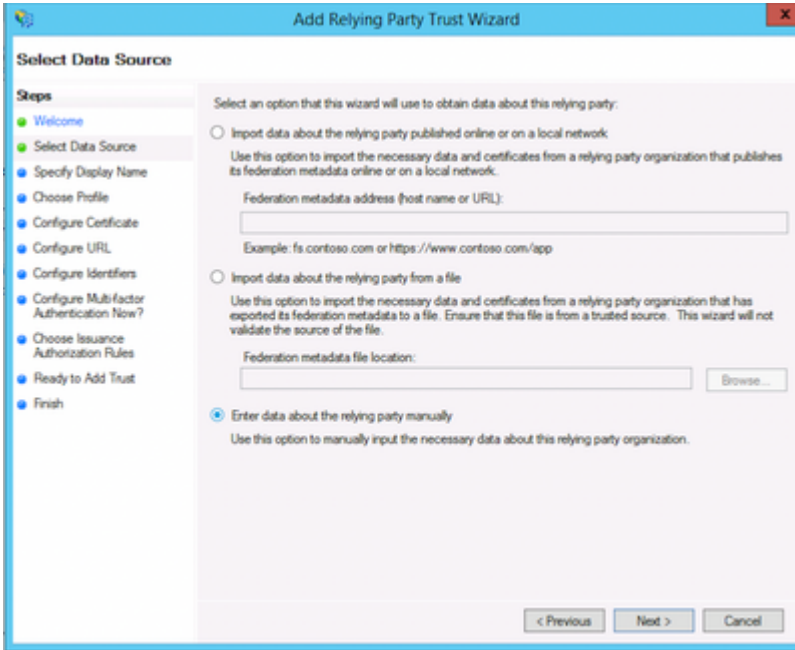 Add Relying Party Trust Wizard
x
Select Data Source
Steps
Welcome
Select Data Source
Specify Display Name
Choose Profile
Configure Certificate
Configure URL
Configure Identifiers
Configure Multi-factor
Authentication Now?
Choose Issuance
Authorization Rules
Ready to Add Trust
Finish
Select an option that this wizard will use to obtain data about this relying party:
Import data about the relying party published online or on a local network
Use this option to import the necessary data and certificates from a relying party organization that publishes
its federation metadata online or on a local network.
Federation metadata address (host name or URL):
Example: fs.contoso.com or https://www.contoso.com/app
Import data about the relying party from a file
Use this option to import the necessary data and certificates from a relying party organization that has
exported its federation metadata to a file. Ensure that this file is from a trusted source. This wizard will not
validate the source of the file.
Federation metadata file location:
Browse...
Enter data about the relying party manually
Use this option to manually input the necessary data about this relying party organization.
< Previous
Next >
Cancel